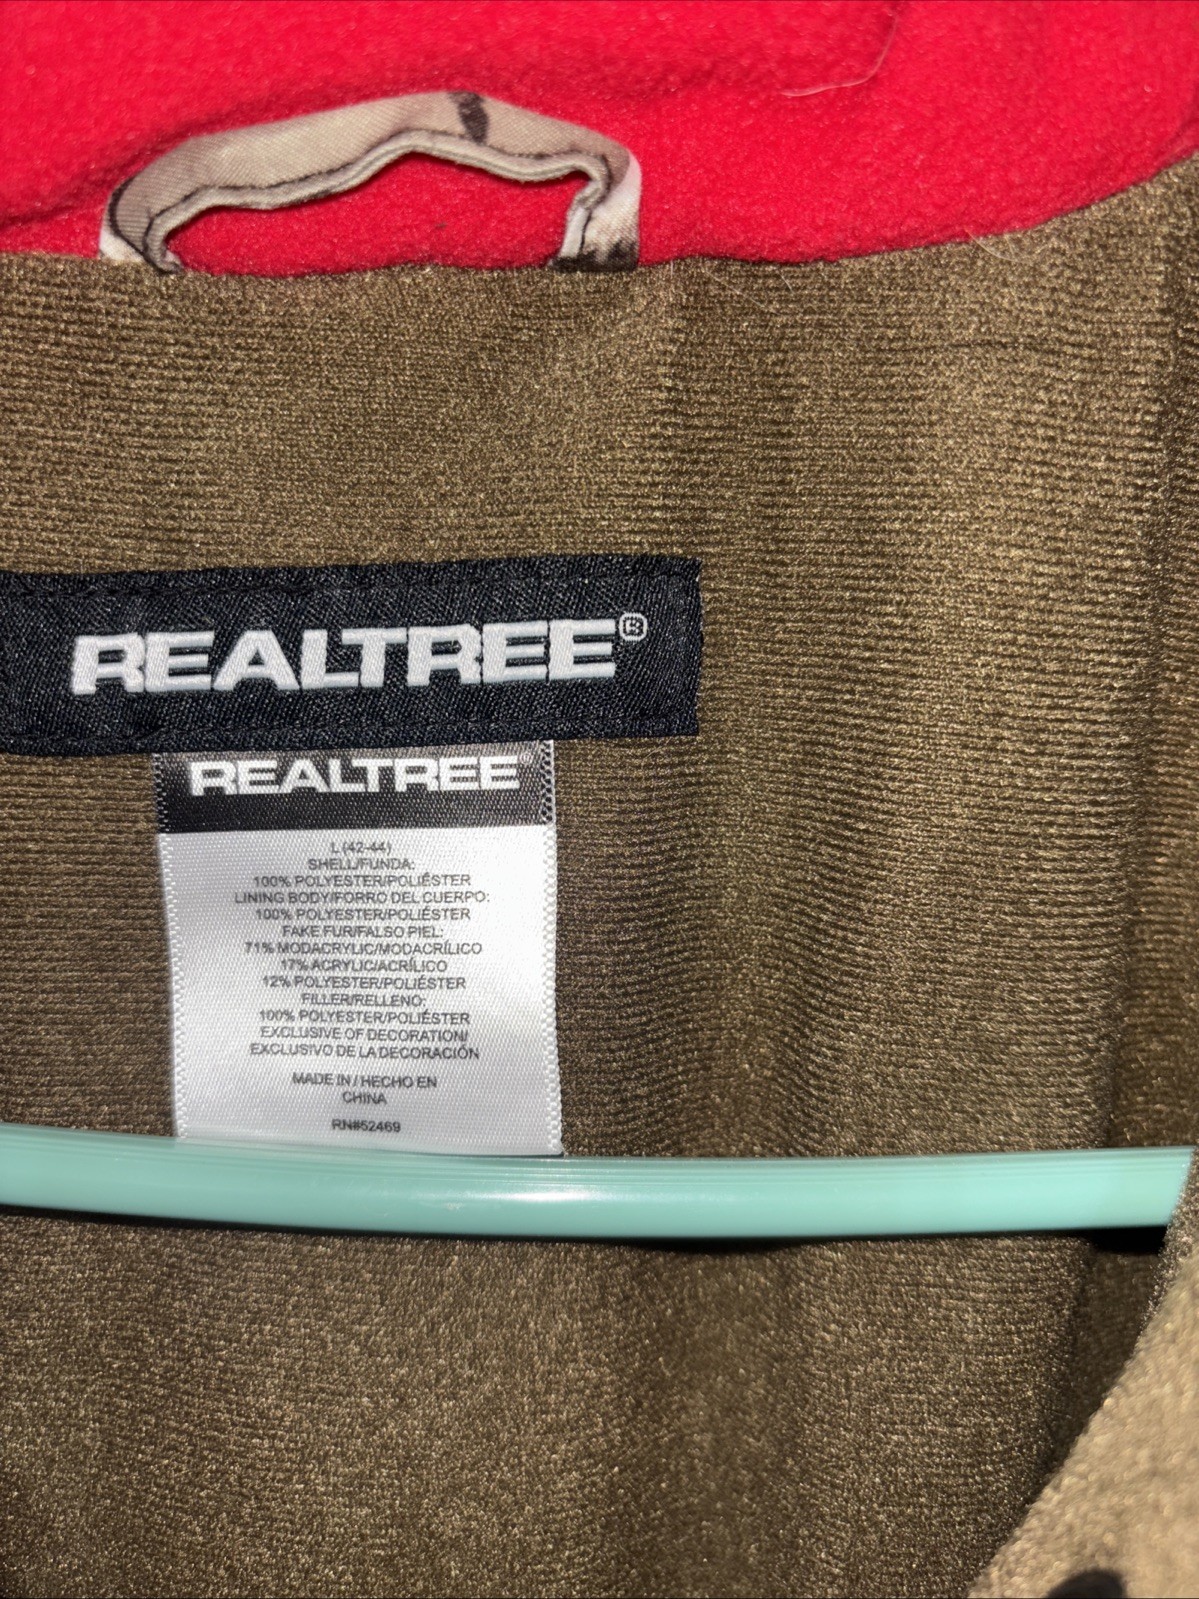 REALTREE®
REALTREE®
L (42-44)
SHELL/FUNDA:
100% POLYESTER/POLIÉSTER
LINING BODY/FORRO DEL CUERPO:
100% POLYESTER/POLIÉSTER
FAKE FUR/FALSO PIEL:
71% MODACRYLIC/MODACRÍLICO
17% ACRYLIC/ACRÍLICO
12% POLYESTER/POLIÉSTER
FILLER/RELLENO:
100% POLYESTER/POLIÉSTER
EXCLUSIVE OF DECORATION/
EXCLUSIVO DE LA DECORACIÓN
MADE IN / HECHO EN
CHINA
RN#52469